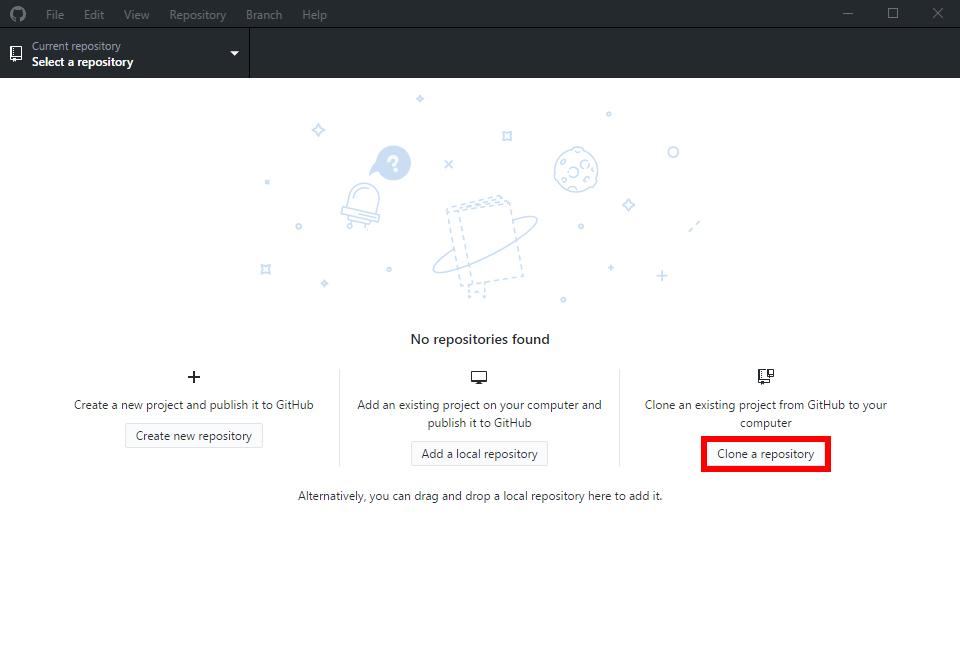 File Edit View Repository Branch Help
Current repository
Select a repository
?
No repositories found
Create a new project and publish it to GitHub
Create new repository
Add an existing project on your computer and
publish it to GitHub
Add a local repository
Clone an existing project from GitHub to your
computer
Clone a repository
Alternatively, you can drag and drop a local repository here to add it.